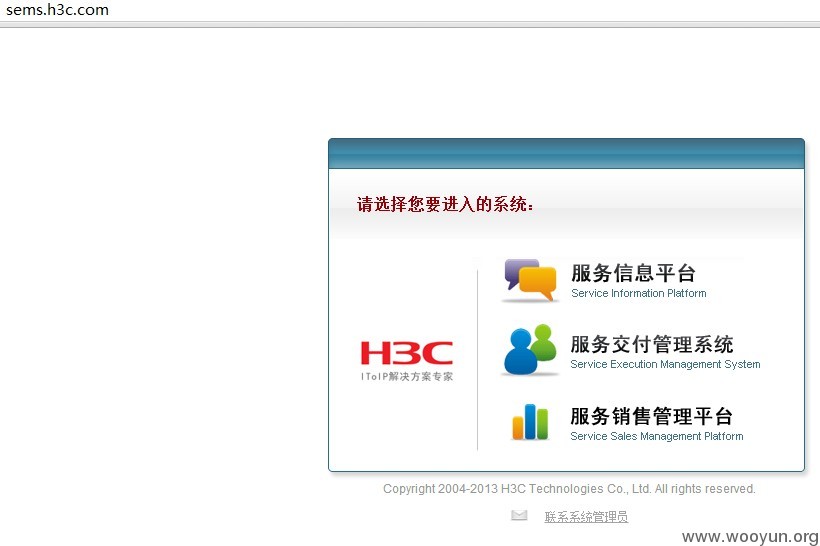 sems.h3c.com
请选择您要进入的系统:
服务信息平台
Service Information Platform
服务交付管理系统
Service Execution Management System
H3C
IToIP解决方案专家
服务销售管理平台
Service Sales Management Platform
Copyright 2004-2013 H3C Technologies Co., Ltd. All rights reserved.
联系系统管理员
www.wooyun.org